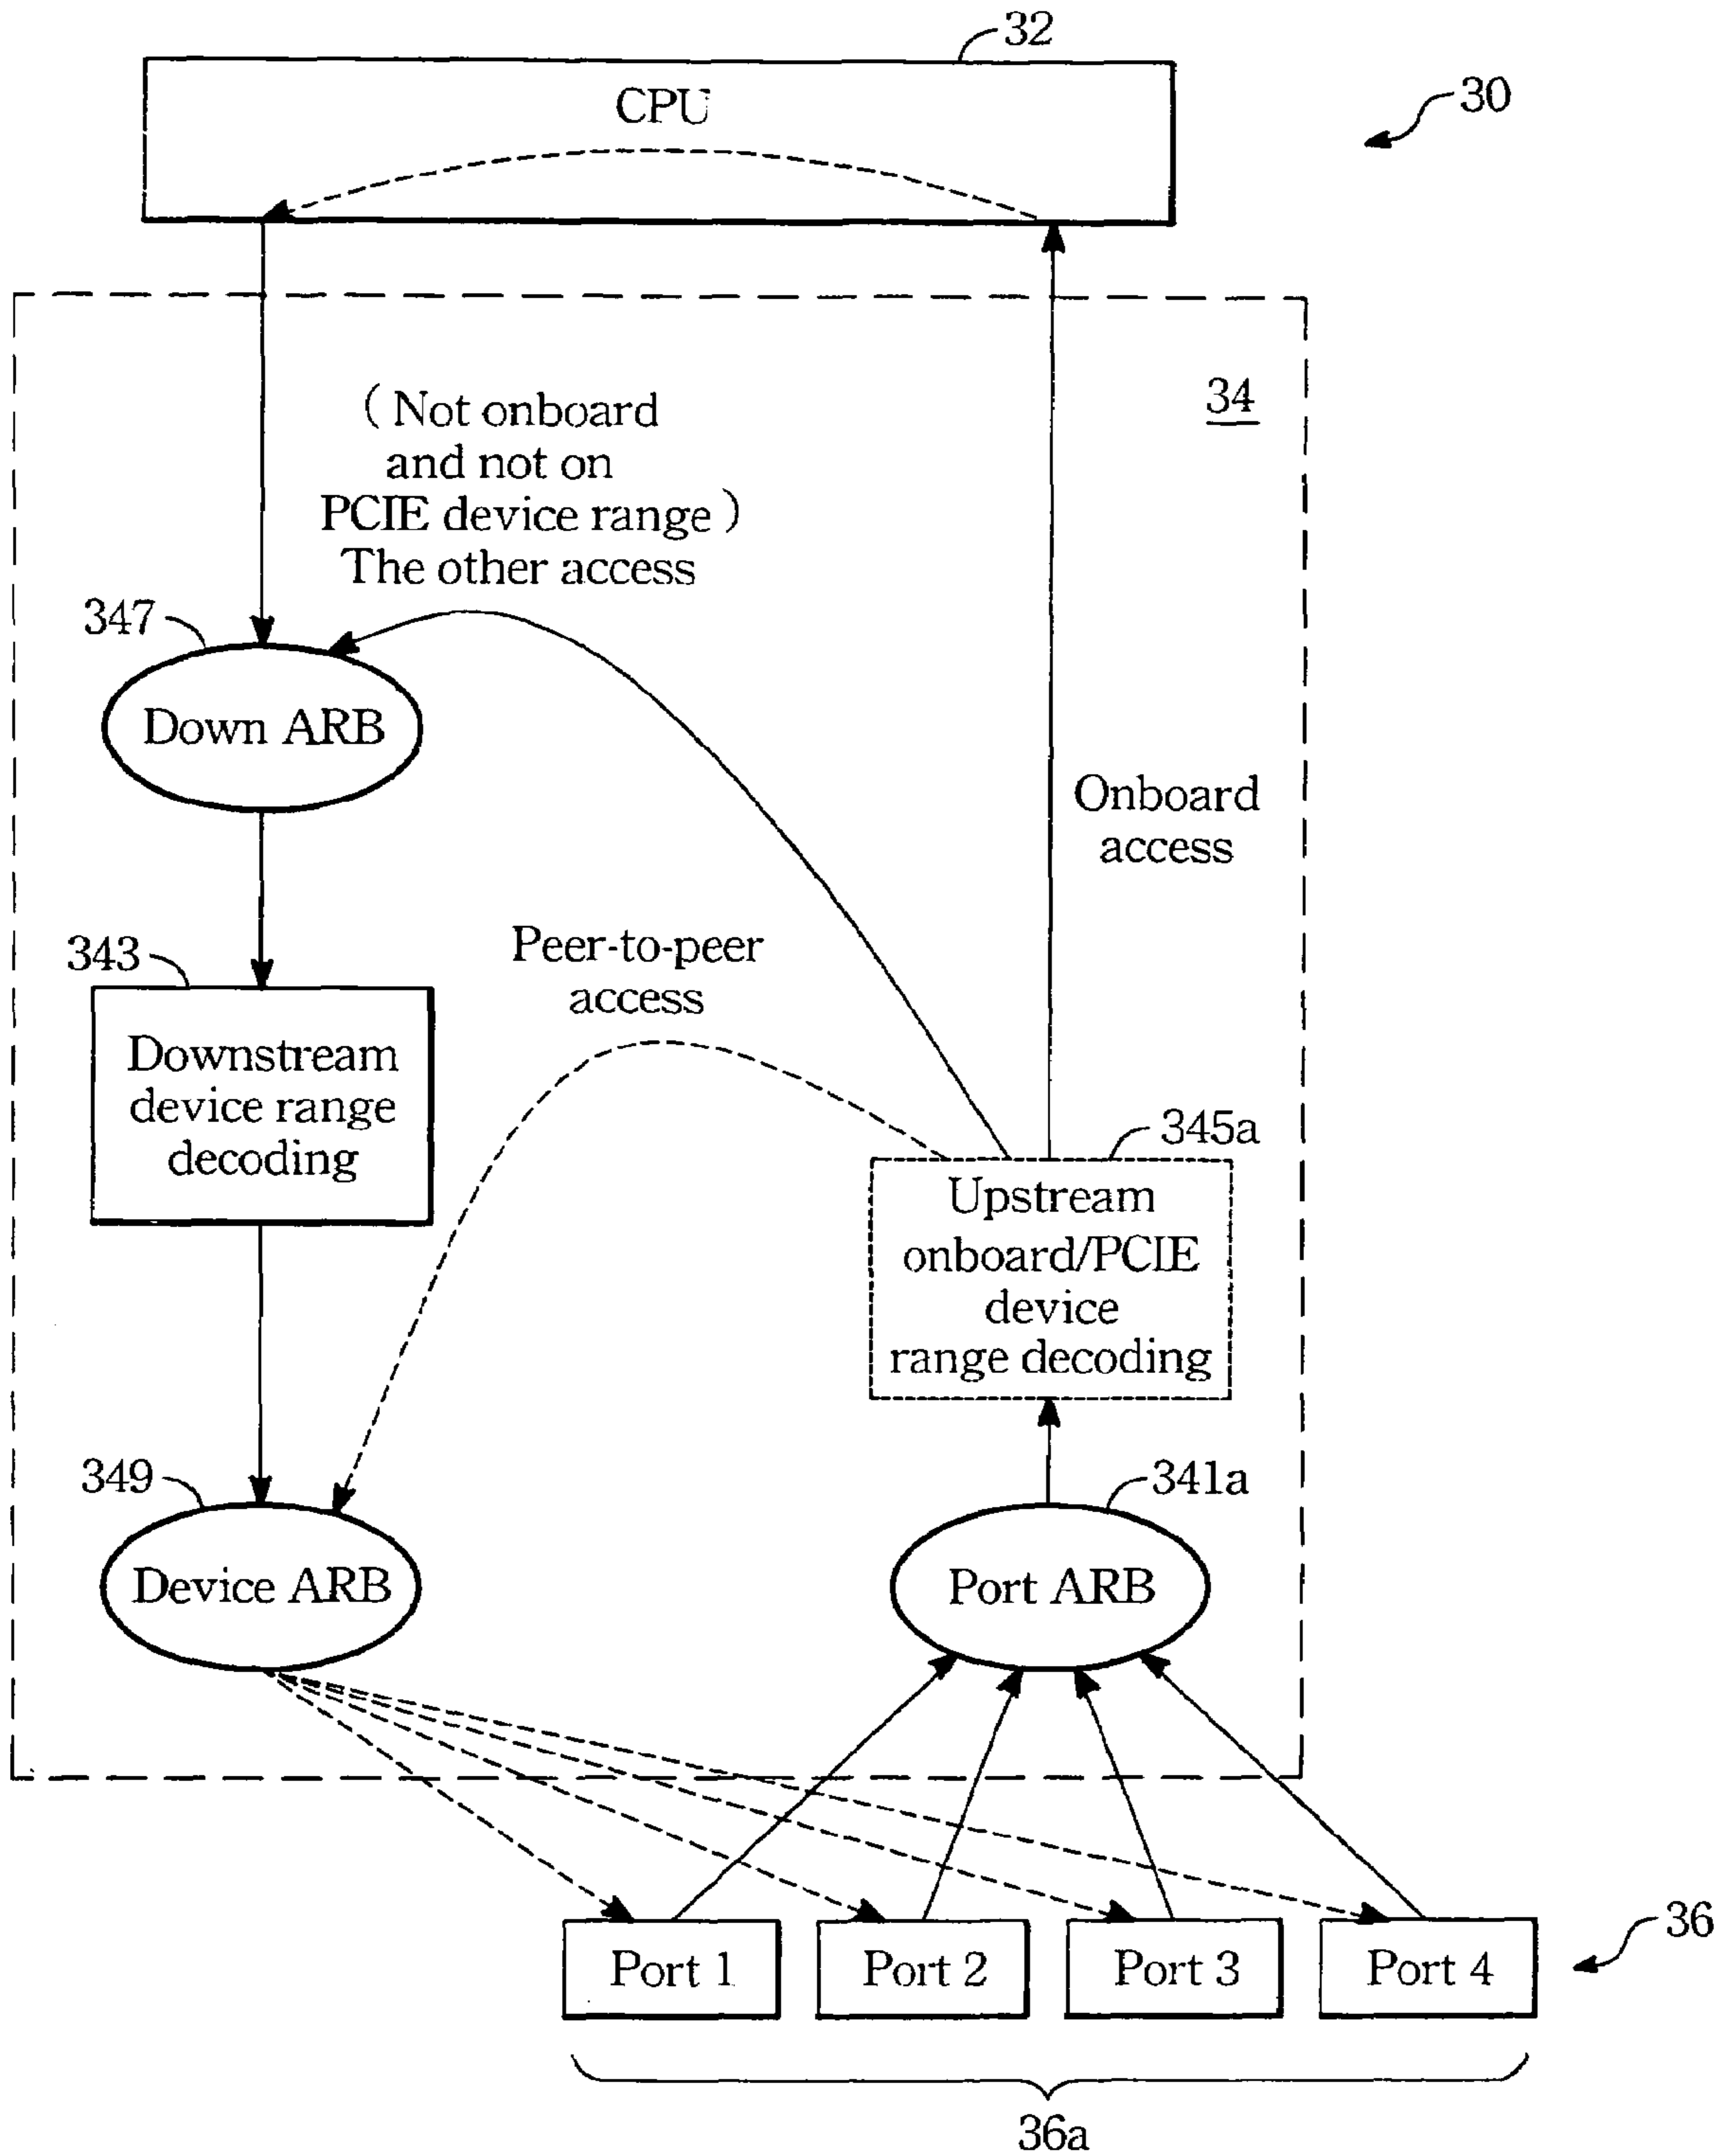 32
CPU
30
34
( Not onboard
and not on
PCIE device range )
The other access
347
Down ARB
Onboard
access
343
Peer-to-peer
access
Downstream
device range
decoding
345a
Upstream
onboard/PCIE
device
range decoding
349
341a
Device ARB
Port ARB
36
Port 1
Port 2
Port 3
Port 4
36a